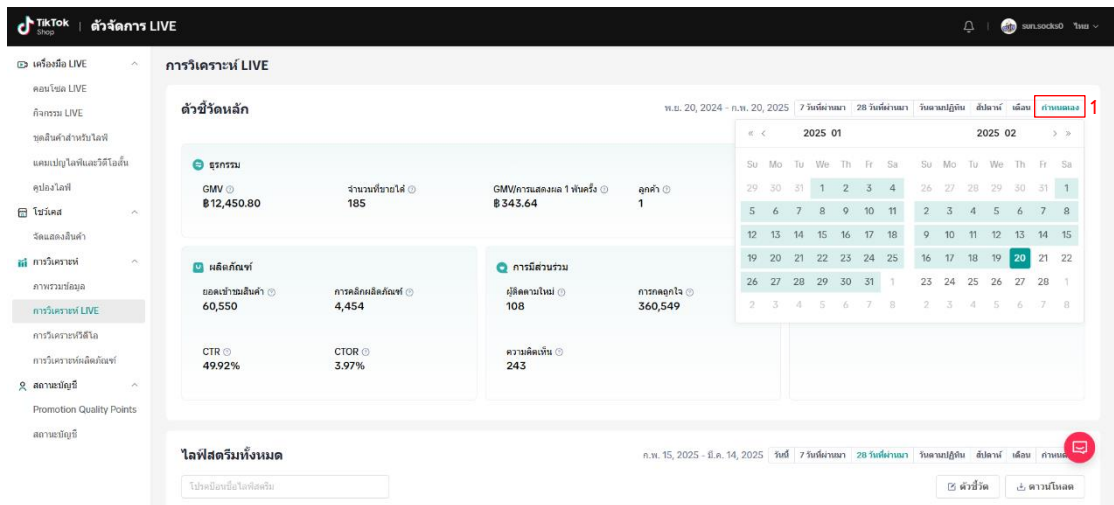 TikTok Shop | ตัวจัดการ LIVE
sun.socks0 ไทย
เครื่องมือ LIVE
คอนโซล LIVE
กิจกรรม LIVE
ชุดสินค้าสำหรับไลฟ์
แคมเปญไลฟ์และวิดีโอสั้น
คูปองไลฟ์
โชว์เคส
จัดแสดงสินค้า
การวิเคราะห์
ภาพรวมข้อมูล
การวิเคราะห์ LIVE
การวิเคราะห์วิดีโอ
การวิเคราะห์ผลิตภัณฑ์
สถานะบัญชี
Promotion Quality Points
สถานะบัญชี
การวิเคราะห์ LIVE
ตัวชี้วัดหลัก
พ.ย. 20, 2024 - ก.พ. 20, 2025 7 วันที่ผ่านมา 28 วันที่ผ่านมา วันตามปฏิทิน สัปดาห์ เดือน กำหนดเอง 1
« < 2025 01 2025 02 > »
Su Mo Tu We Th Fr Sa Su Mo Tu We Th Fr Sa
29 30 31 1 2 3 4 26 27 28 29 30 31 1
5 6 7 8 9 10 11 2 3 4 5 6 7 8
12 13 14 15 16 17 18 9 10 11 12 13 14 15
19 20 21 22 23 24 25 16 17 18 19 20 21 22
26 27 28 29 30 31 1 23 24 25 26 27 28 1
2 3 4 5 6 7 8 2 3 4 5 6 7 8
ธุรกรรม
GMV จำนวนที่ขายได้ GMV/การแสดงผล 1 พันครั้ง ลูกค้า
฿12,450.80 185 ฿343.64 1
ผลิตภัณฑ์
ยอดเข้าชมสินค้า การคลิกผลิตภัณฑ์
60,550 4,454
CTR CTOR
49.92% 3.97%
การมีส่วนร่วม
ผู้ติดตามใหม่ การกดถูกใจ
108 360,549
ความคิดเห็น
243
ไลฟ์สตรีมทั้งหมด
ก.พ. 15, 2025 - มี.ค. 14, 2025 วันนี้ 7 วันที่ผ่านมา 28 วันที่ผ่านมา วันตามปฏิทิน สัปดาห์ เดือน
โปรดป้อนชื่อไลฟ์สตรีม
ตัวชี้วัด ดาวน์โหลด